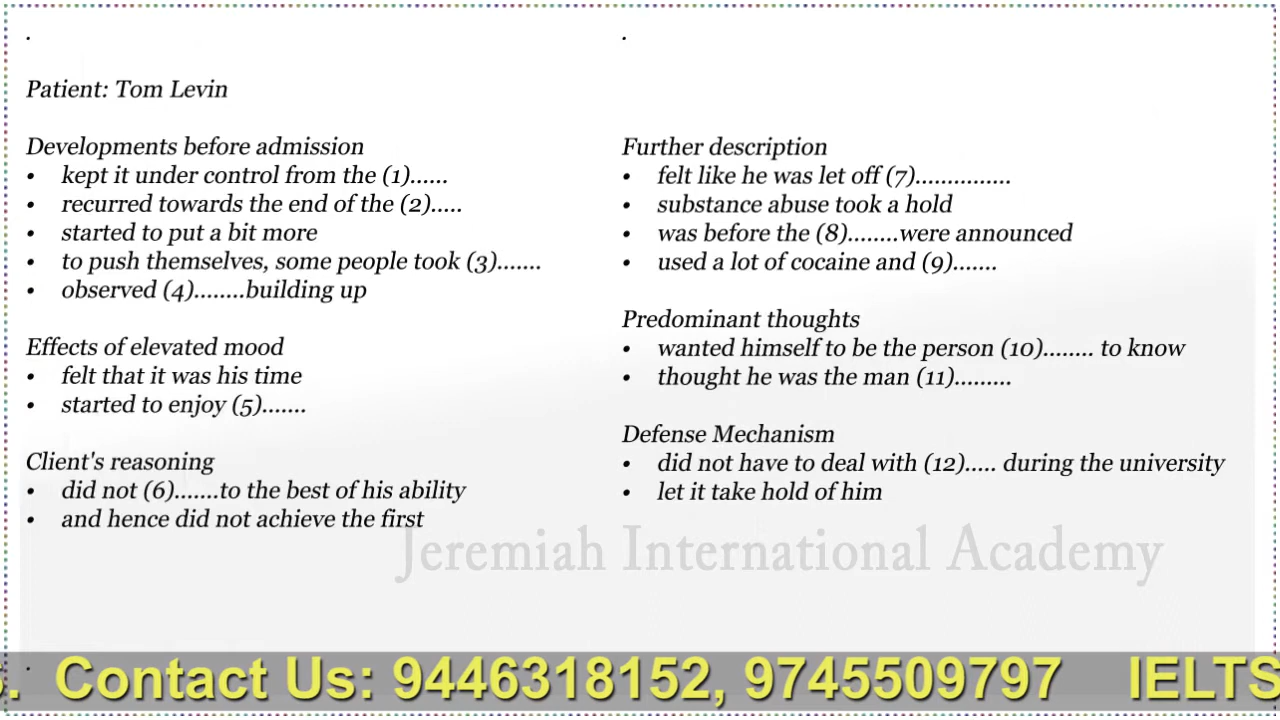 .
Patient: Tom Levin
Developments before admission
• kept it under control from the (1)......
• recurred towards the end of the (2).....
• started to put a bit more
• to push themselves, some people took (3).......
• observed (4)........building up
Effects of elevated mood
• felt that it was his time
• started to enjoy (5).......
Client's reasoning
• did not (6).......to the best of his ability
• and hence did not achieve the first
.
.
Further description
• felt like he was let off (7)...............
• substance abuse took a hold
• was before the (8)........were announced
• used a lot of cocaine and (9).......
Predominant thoughts
• wanted himself to be the person (10)........ to know
• thought he was the man (11).........
Defense Mechanism
• did not have to deal with (12)..... during the university
• let it take hold of him
Jeremiah International Academy
s. Contact Us: 9446318152, 9745509797 IELTS